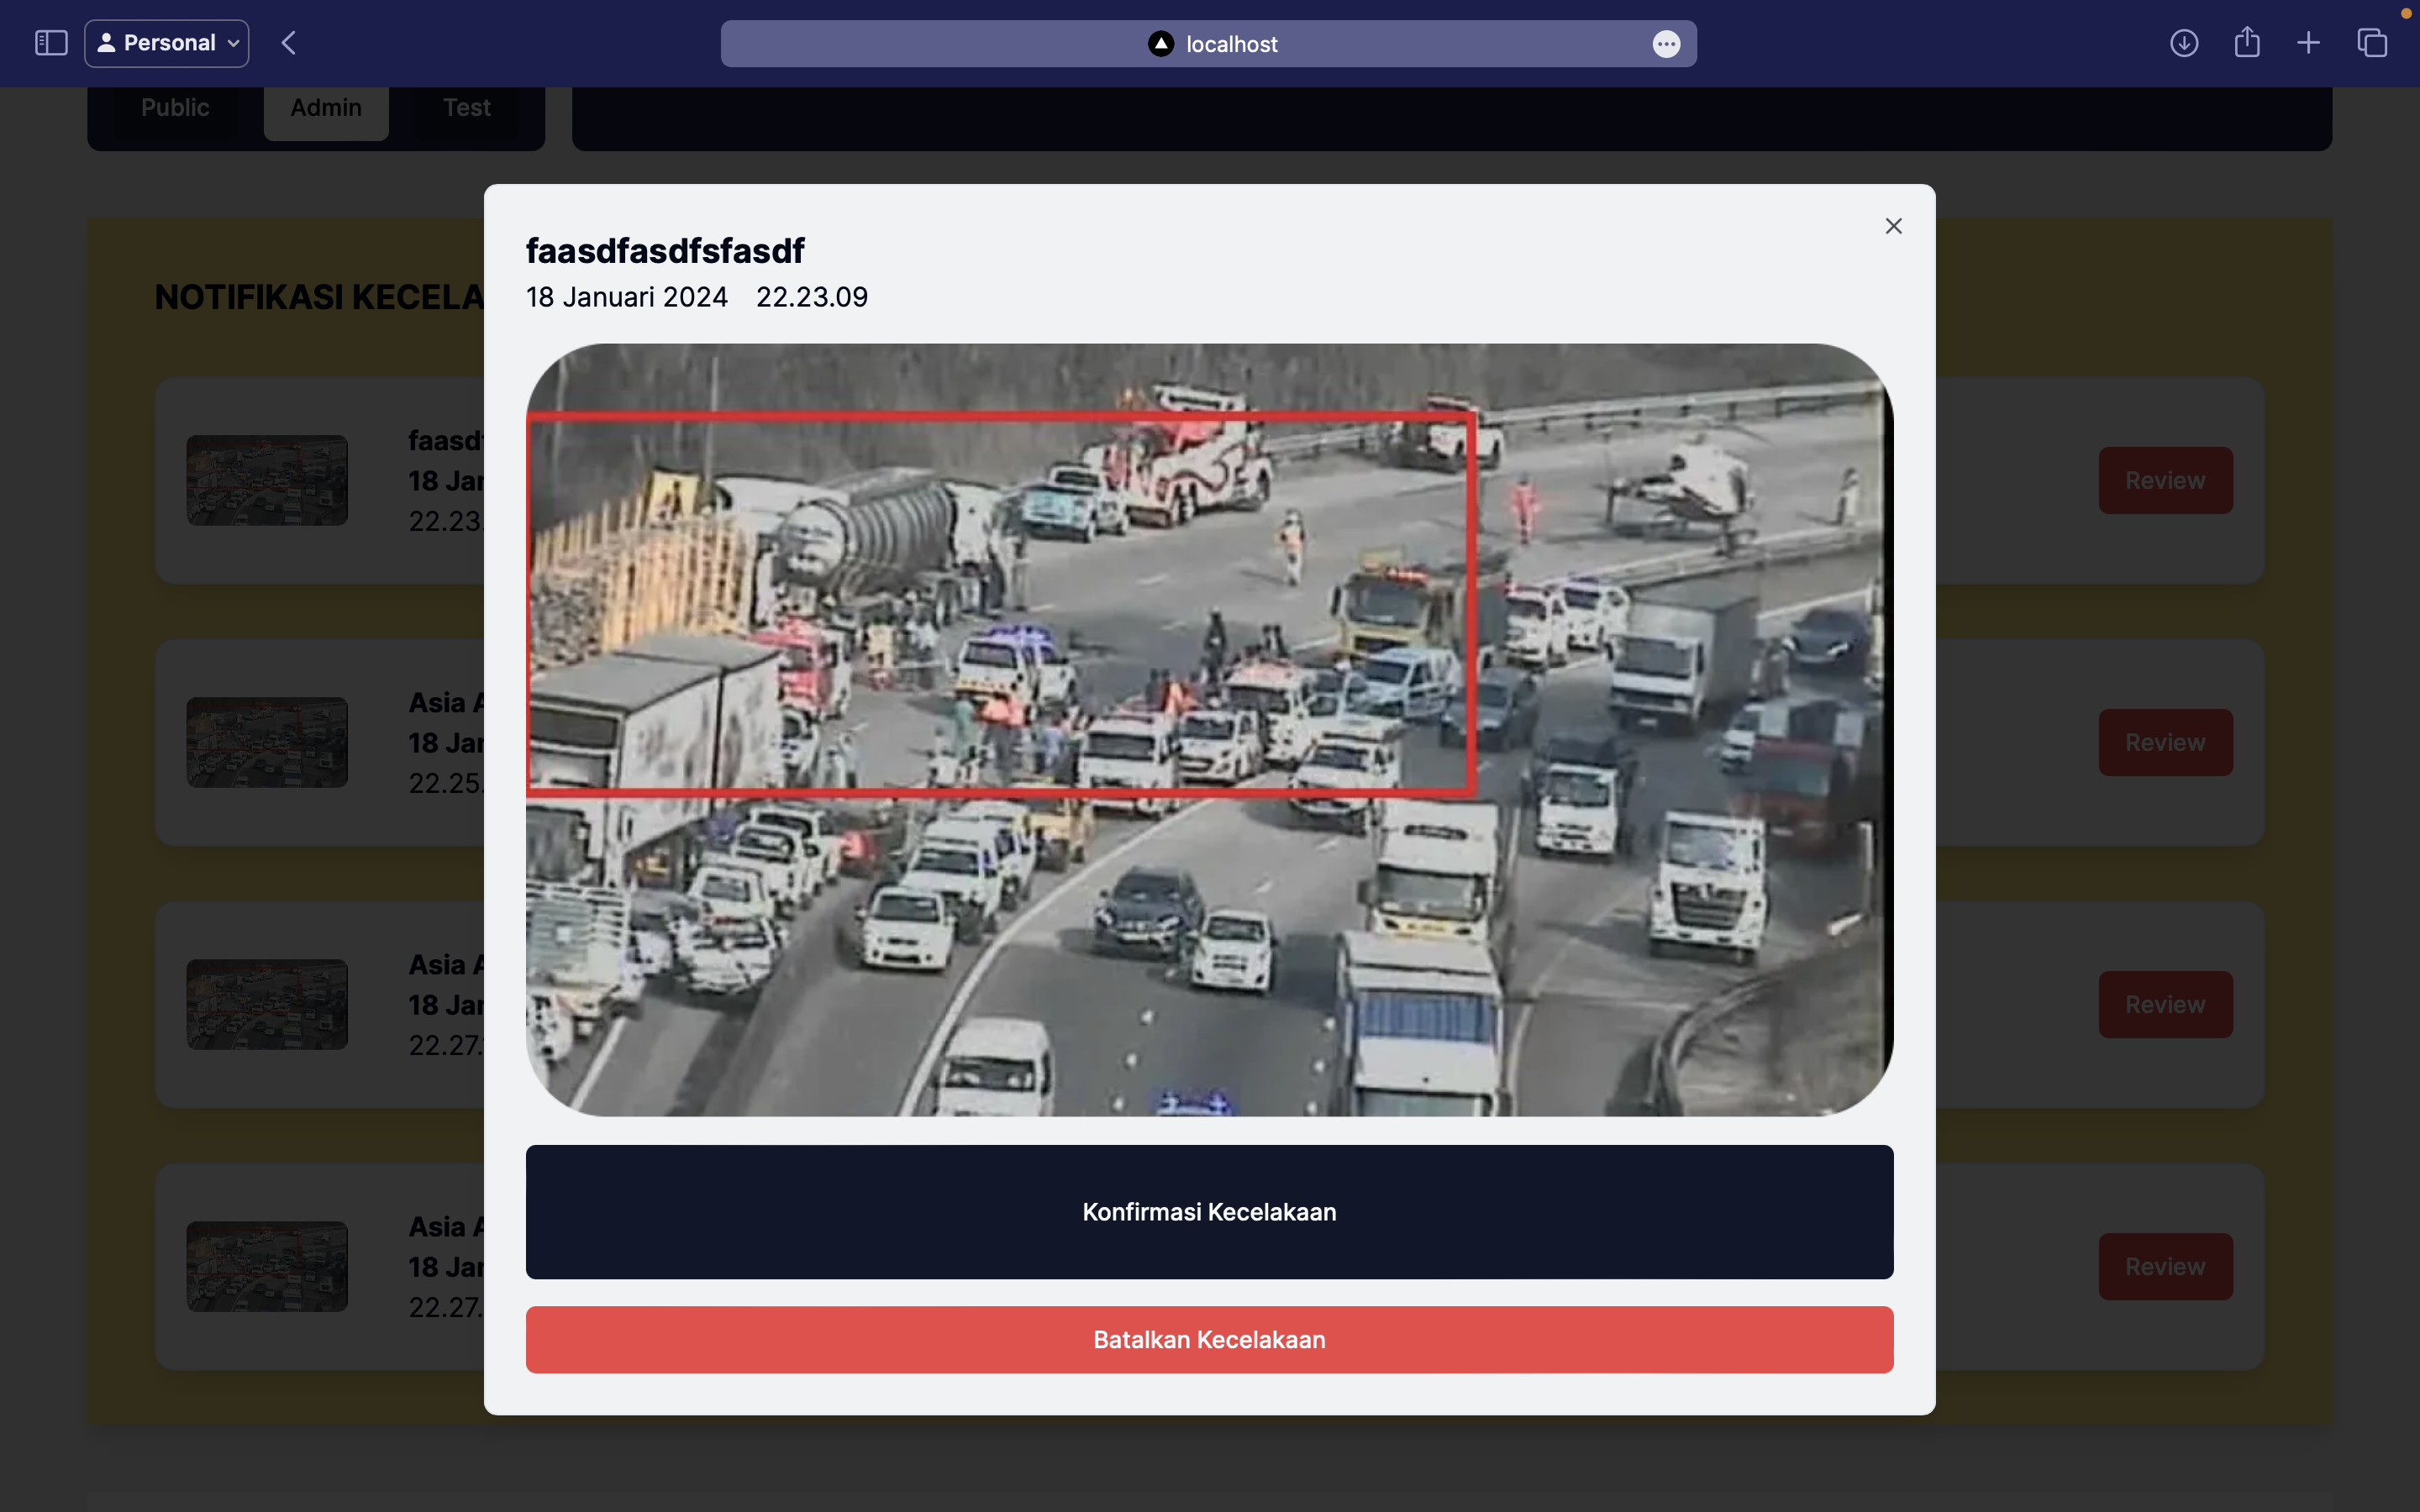 Personal
localhost
Public
Admin
Test
NOTIFIKASI KECELA
faasdfasdfsfasdf
18 Januari 2024 22.23.09
faasdf
18 Jar
22.23.
Review
Asia A
18 Jar
22.25.
Review
Asia A
18 Jar
22.27.
Review
Asia A
18 Jar
22.27.
Review
Konfirmasi Kecelakaan
Batalkan Kecelakaan